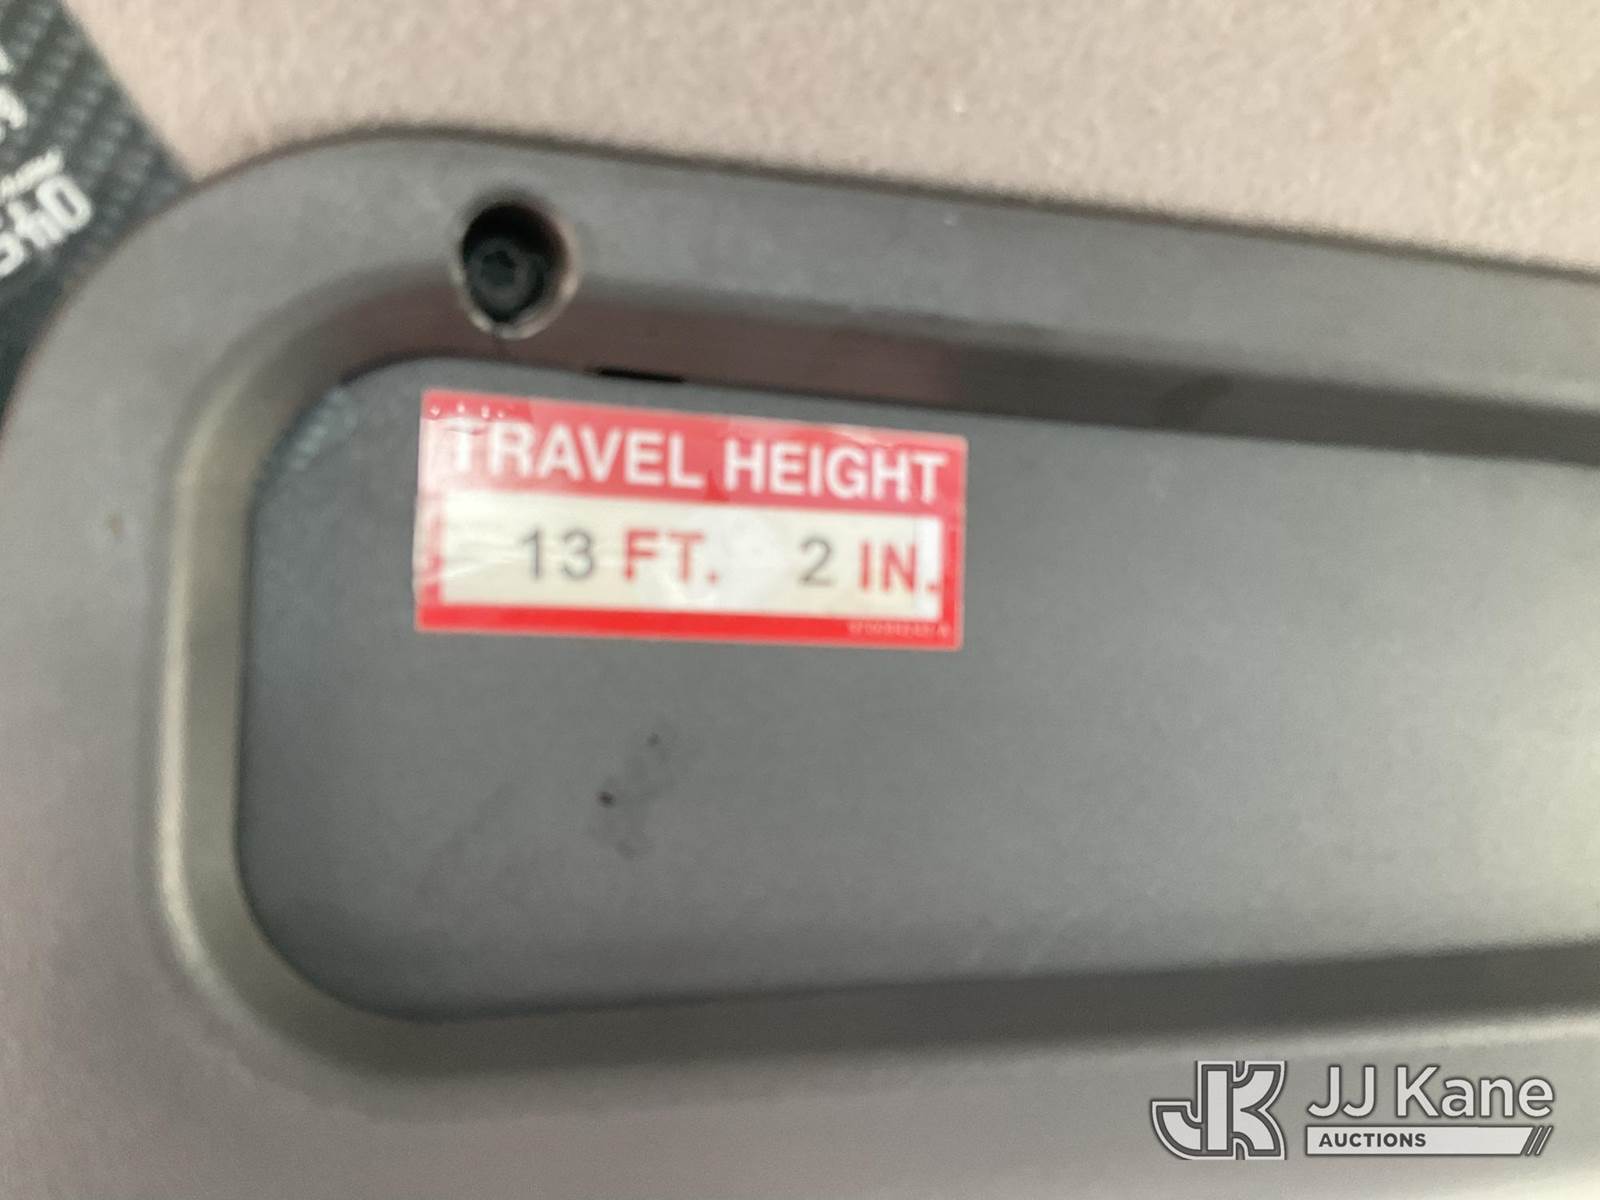 TRAVEL HEIGHT
13 FT. 2 IN.
JJ Kane
AUCTIONS